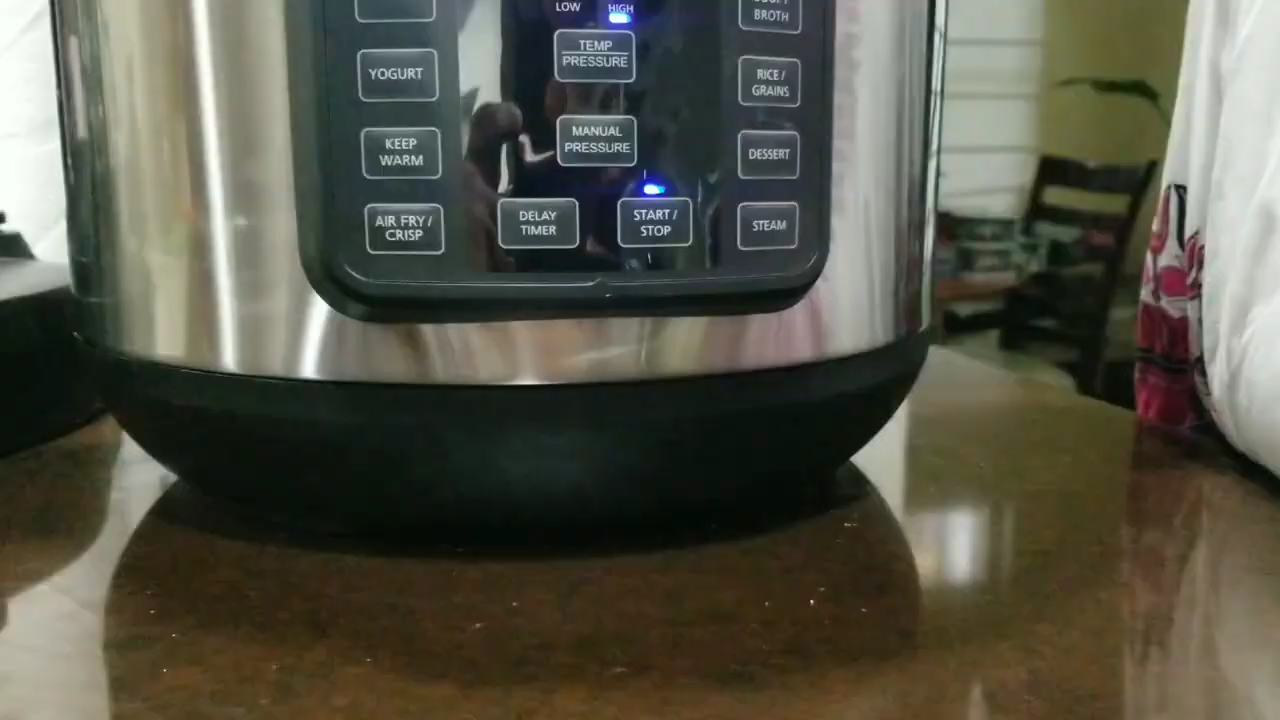 LOW HIGH
BROTH
TEMP
PRESSURE
YOGURT
RICE /
GRAINS
MANUAL
PRESSURE
KEEP
WARM
DESSERT
AIR FRY /
CRISP
DELAY
TIMER
START /
STOP
STEAM